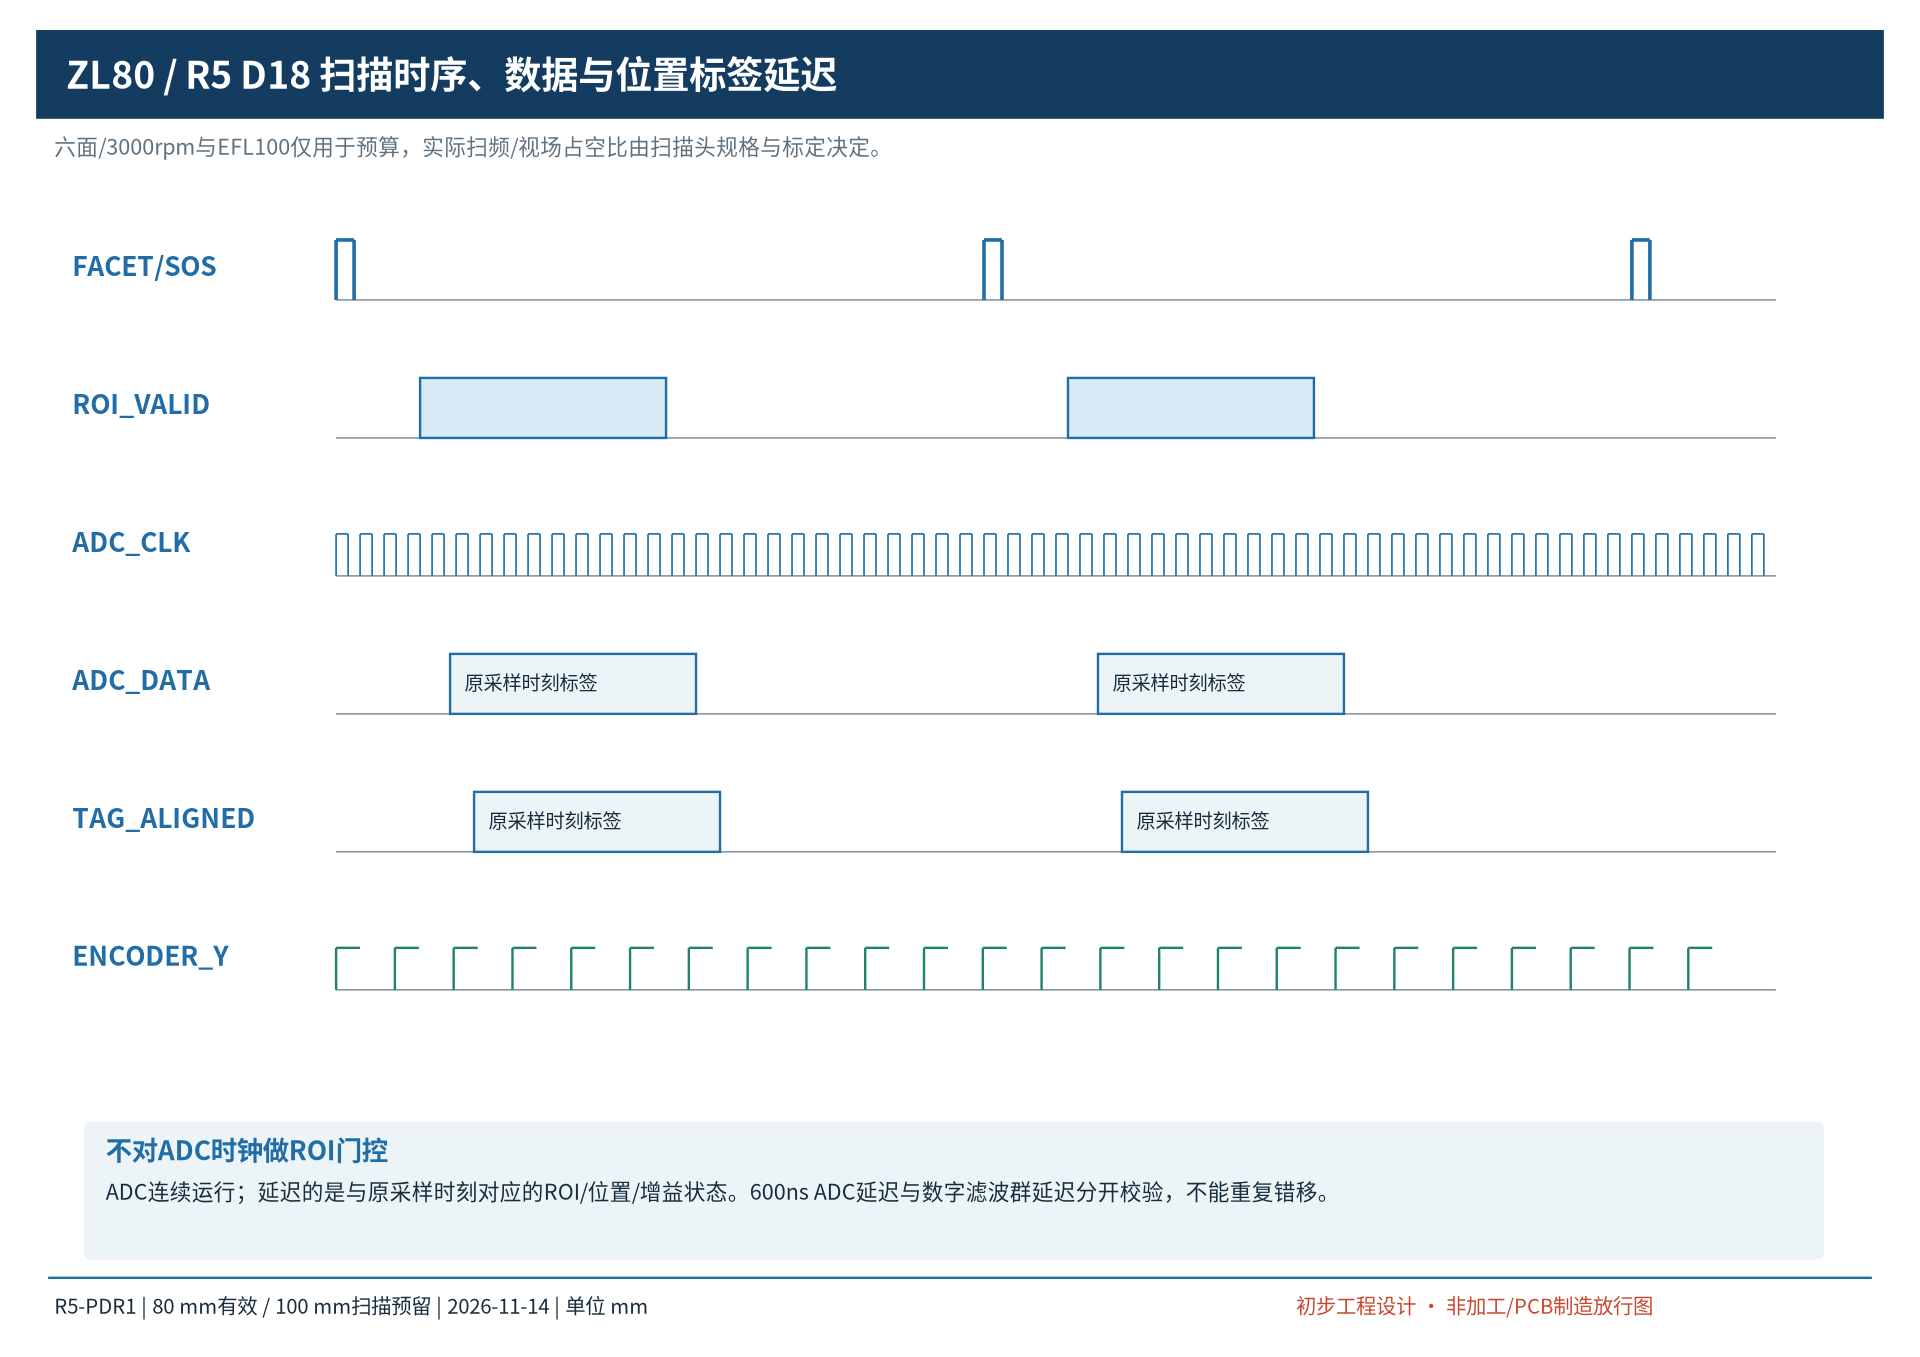 ZL80 / R5 D18 扫描时序、数据与位置标签延迟
六面/3000rpm与EFL100仅用于预算，实际扫频/视场占空比由扫描头规格与标定决定。
FACET/SOS
ROI_VALID
ADC_CLK
ADC_DATA
原采样时刻标签
原采样时刻标签
TAG_ALIGNED
原采样时刻标签
原采样时刻标签
ENCODER_Y
不对ADC时钟做ROI门控
ADC连续运行；延迟的是与原采样时刻对应的ROI/位置/增益状态。600ns ADC延迟与数字滤波群延迟分开校验，不能重复错移。
R5-PDR1 | 80 mm有效 / 100 mm扫描预留 | 2026-11-14 | 单位 mm
初步工程设计 · 非加工/PCB制造放行图